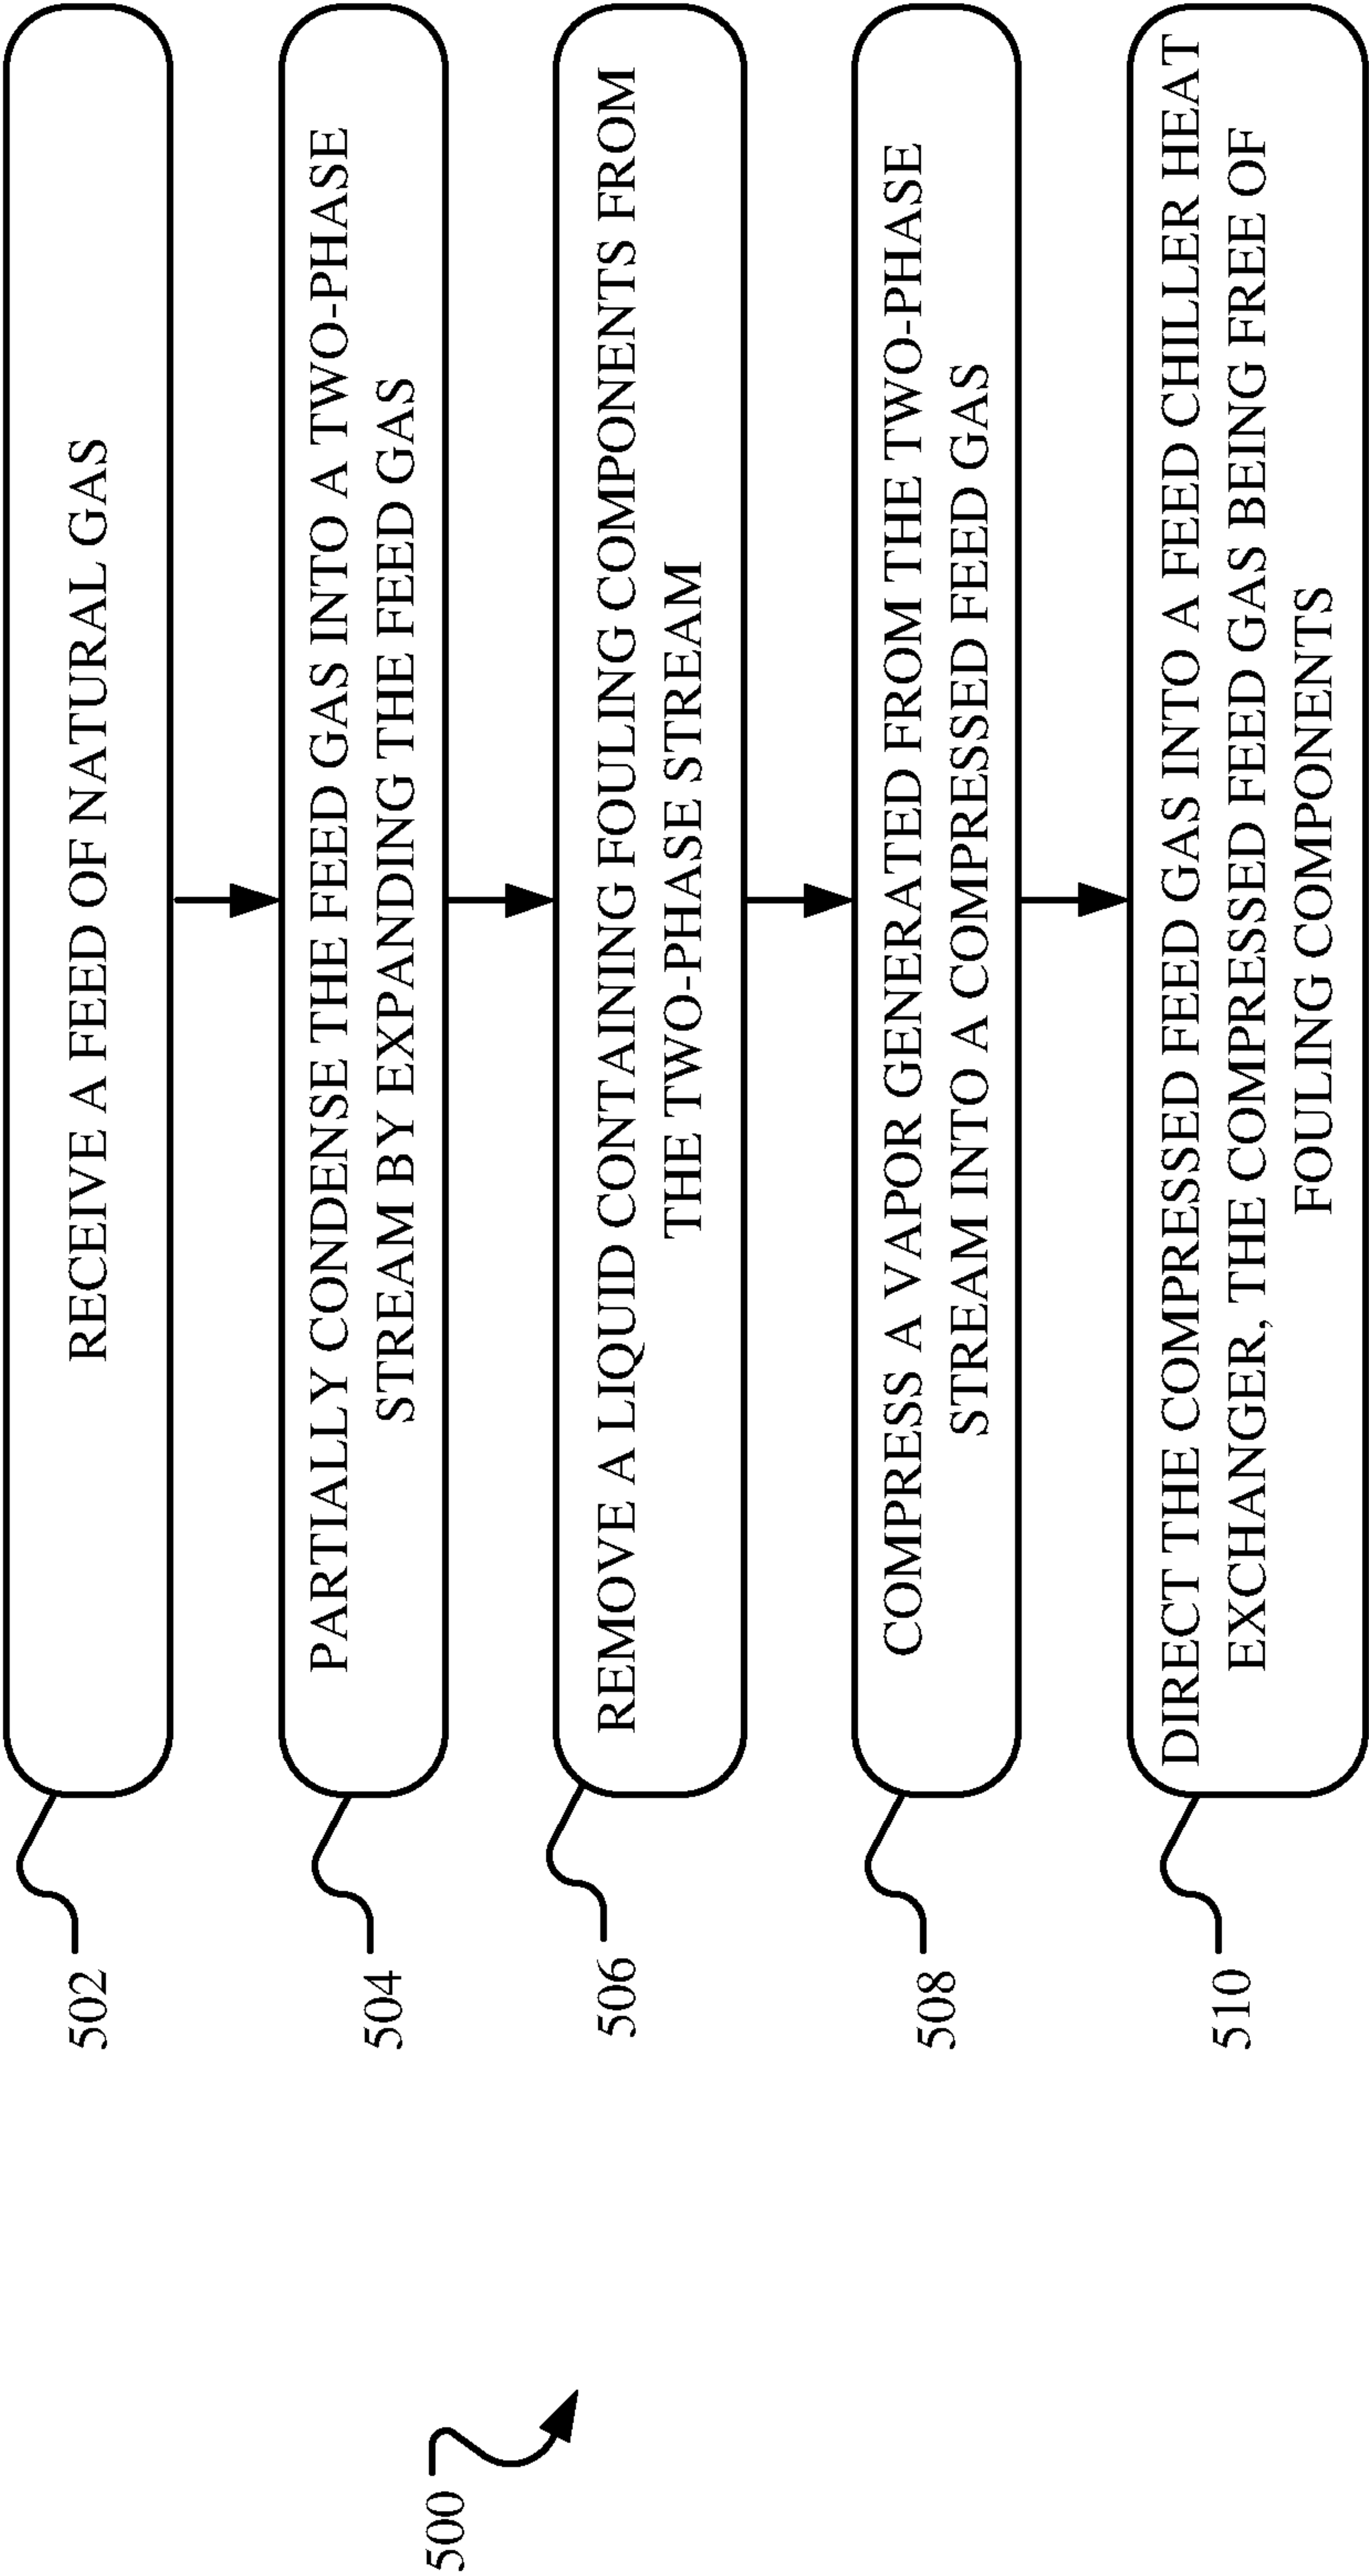 500
502
RECEIVE A FEED OF NATURAL GAS
504
PARTIALLY CONDENSE THE FEED GAS INTO A TWO-PHASE
STREAM BY EXPANDING THE FEED GAS
506
REMOVE A LIQUID CONTAINING FOULING COMPONENTS FROM
THE TWO-PHASE STREAM
508
COMPRESS A VAPOR GENERATED FROM THE TWO-PHASE
STREAM INTO A COMPRESSED FEED GAS
510
DIRECT THE COMPRESSED FEED GAS INTO A FEED CHILLER HEAT
EXCHANGER, THE COMPRESSED FEED GAS BEING FREE OF
FOULING COMPONENTS